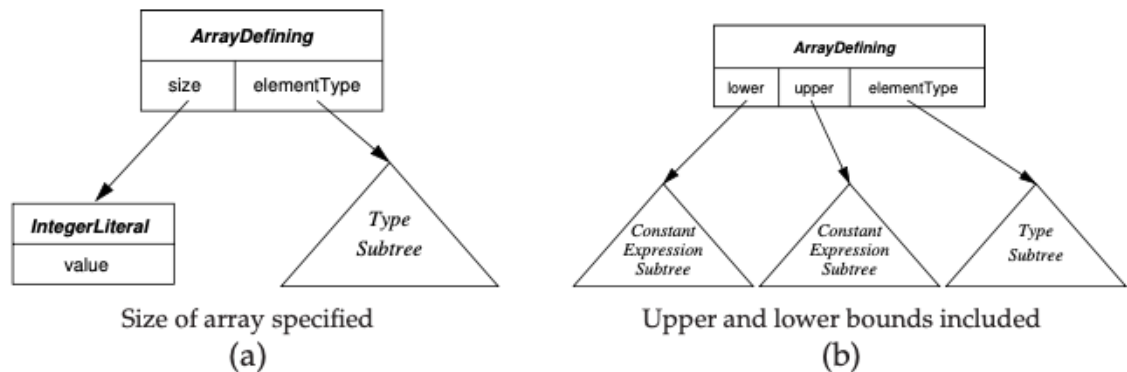 ArrayDefining
size elementType
IntegerLiteral
value
Type
Subtree
Size of array specified
(a)
ArrayDefining
lower upper elementType
Constant
Expression
Subtree
Constant
Expression
Subtree
Type
Subtree
Upper and lower bounds included
(b)